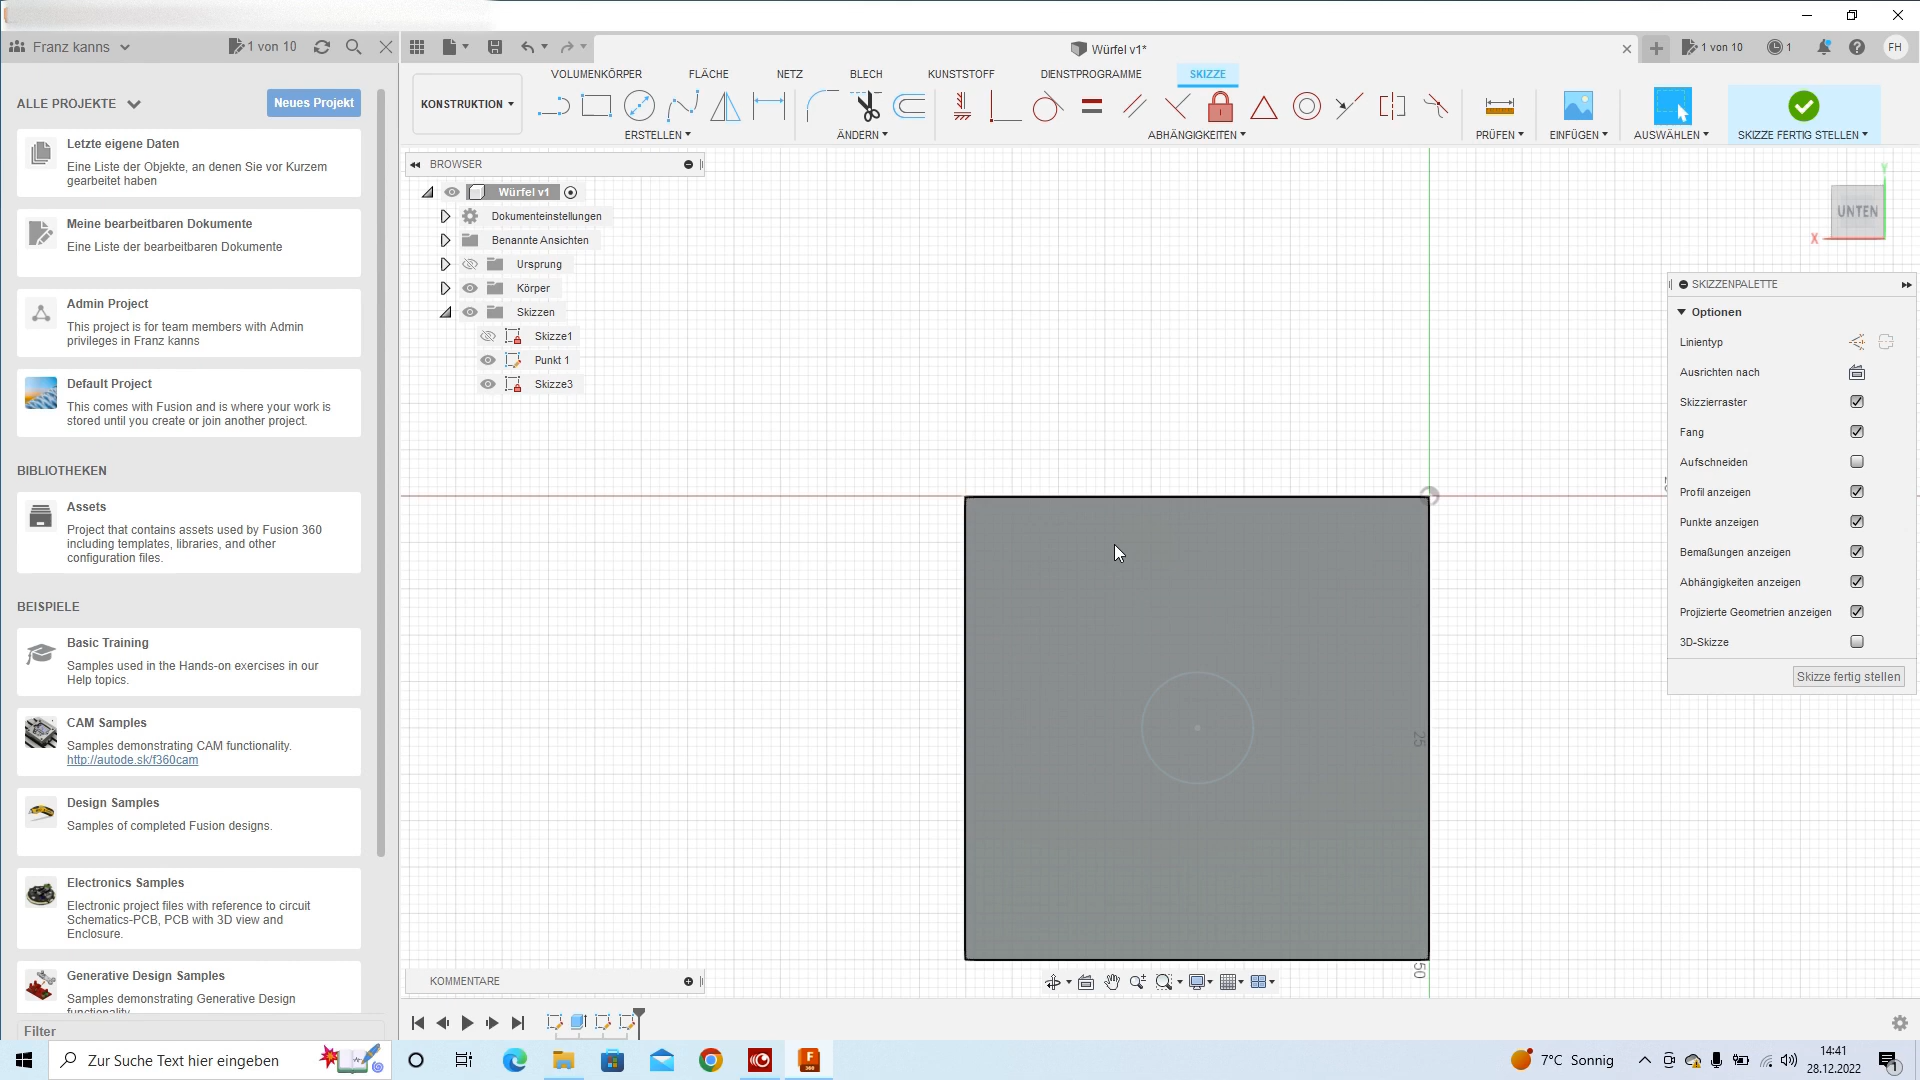 Franz kanns
1 von 10
Würfel v1*
1 von 10
1
FH
ALLE PROJEKTE
Neues Projekt
Letzte eigene Daten
Eine Liste der Objekte, an denen Sie vor Kurzem
gearbeitet haben
Meine bearbeitbaren Dokumente
Eine Liste der bearbeitbaren Dokumente
Admin Project
This project is for team members with Admin
privileges in Franz kanns
Default Project
This comes with Fusion and is where your work is
stored until you create or join another project.
BIBLIOTHEKEN
Assets
Project that contains assets used by Fusion 360
including templates, libraries, and other
configuration files.
BEISPIELE
Basic Training
Samples used in the Hands-on exercises in our
Help topics.
CAM Samples
Samples demonstrating CAM functionality.
http://autode.sk/f360cam
Design Samples
Samples of completed Fusion designs.
Electronics Samples
Electronic project files with reference to circuit
Schematics-PCB, PCB with 3D view and
Enclosure.
Generative Design Samples
Samples demonstrating Generative Design
functionality
Filter
KONSTRUKTION
VOLUMENKÖRPER
FLÄCHE
NETZ
BLECH
KUNSTSTOFF
DIENSTPROGRAMME
SKIZZE
ERSTELLEN
ÄNDERN
ABHÄNGIGKEITEN
PRÜFEN
EINFÜGEN
AUSWÄHLEN
SKIZZE FERTIG STELLEN
BROWSER
Würfel v1
Dokumenteinstellungen
Benannte Ansichten
Ursprung
Körper
Skizzen
Skizze1
Punkt 1
Skizze3
Y
UNTEN
X
SKIZZENPALETTE
Optionen
Linientyp
Ausrichten nach
Skizzierraster
Fang
Aufschneiden
Profil anzeigen
Punkte anzeigen
Bemaßungen anzeigen
Abhängigkeiten anzeigen
Projizierte Geometrien anzeigen
3D-Skizze
Skizze fertig stellen
25
50
KOMMENTARE
Zur Suche Text hier eingeben
F
360
7°C Sonnig
14:41
28.12.2022
1